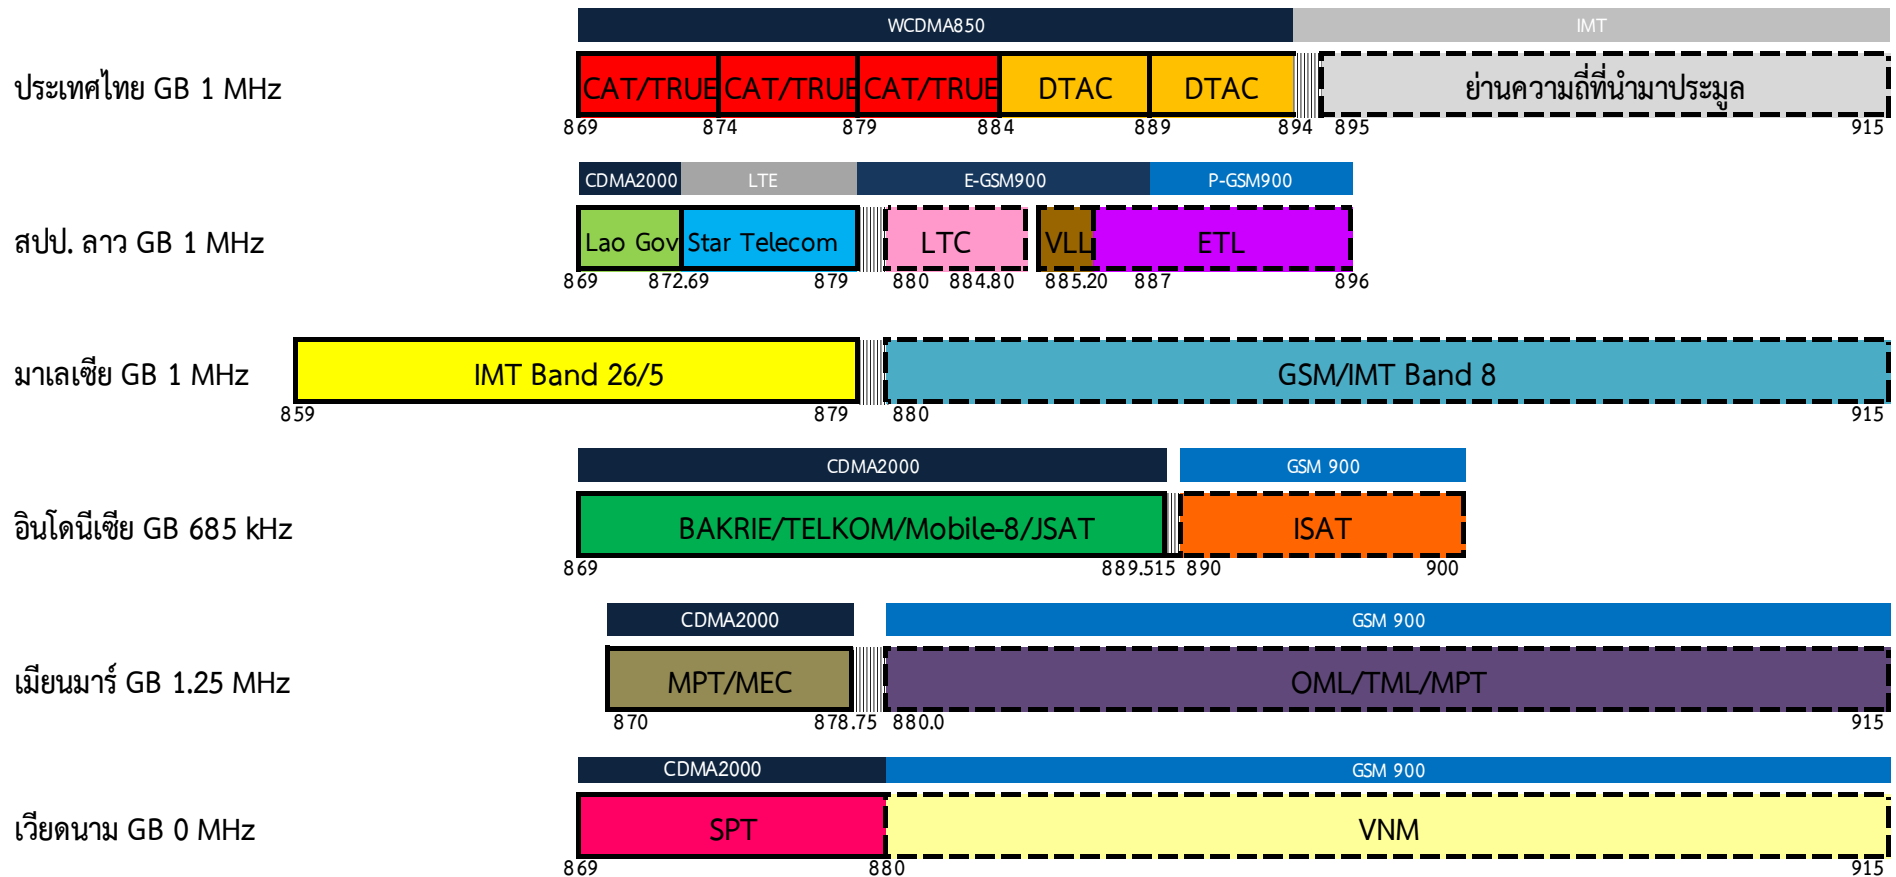 WCDMA850 IMT
ประเทศไทย GB 1 MHz CAT/TRUE CAT/TRUE CAT/TRUE DTAC DTAC ย่านความถี่ที่นำมาประมูล
869 874 879 884 889 894 895 915
CDMA2000 LTE E-GSM900 P-GSM900
สปป. ลาว GB 1 MHz Lao Gov Star Telecom LTC VLL ETL
869 872.69 879 880 884.80 885.20 887 896
มาเลเซีย GB 1 MHz IMT Band 26/5 GSM/IMT Band 8
859 879 880 915
CDMA2000 GSM 900
อินโดนีเซีย GB 685 kHz BAKRIE/TELKOM/Mobile-8/JSAT ISAT
869 889.515 890 900
CDMA2000 GSM 900
เมียนมาร์ GB 1.25 MHz MPT/MEC OML/TML/MPT
870 878.75 880.0 915
CDMA2000 GSM 900
เวียดนาม GB 0 MHz SPT VNM
869 880 915